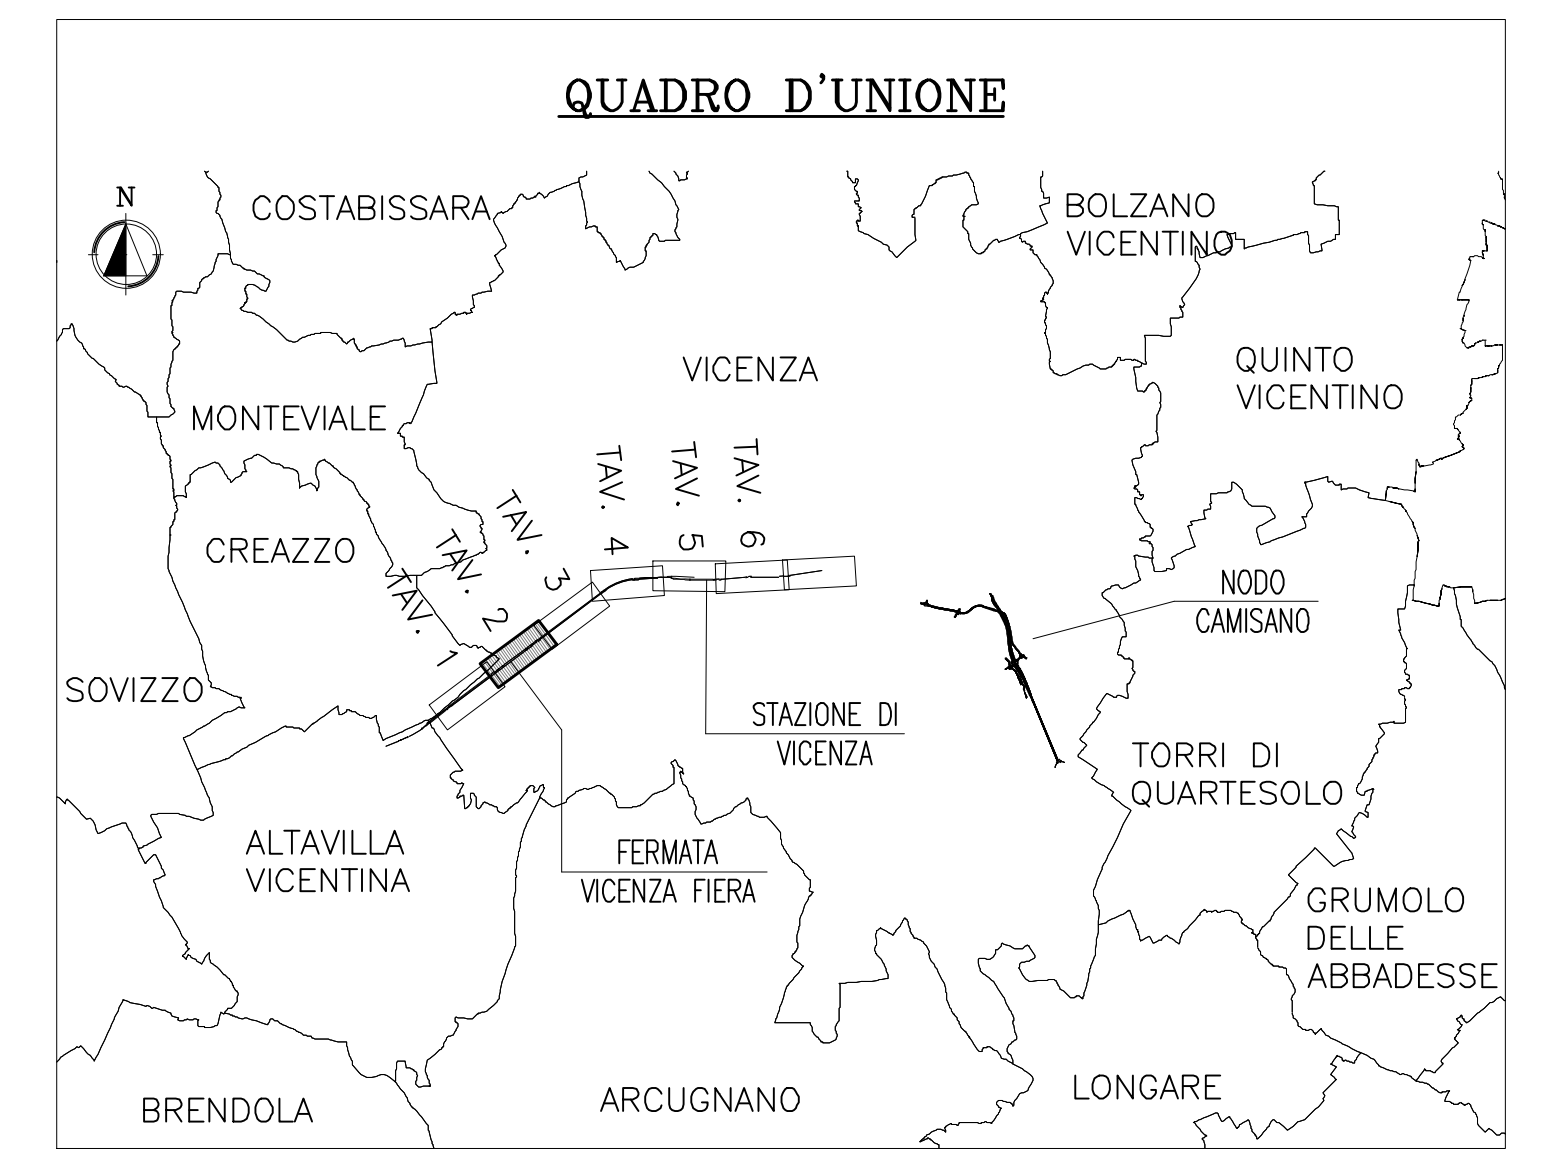 QUADRO D'UNIONE
N
COSTABISSARA
BOLZANO
VICENTINO
VICENZA
QUINTO
VICENTINO
MONTEVIALE
CREAZZO
TAV. 1
TAV. 2
TAV. 3
TAV. 4
TAV. 5
TAV. 6
NODO
CAMISANO
SOVIZZO
STAZIONE DI
VICENZA
TORRI DI
QUARTESOLO
ALTAVILLA
VICENTINA
FERMATA
VICENZA FIERA
GRUMOLO
DELLE
ABBADESSE
BRENDOLA
ARCUGNANO
LONGARE